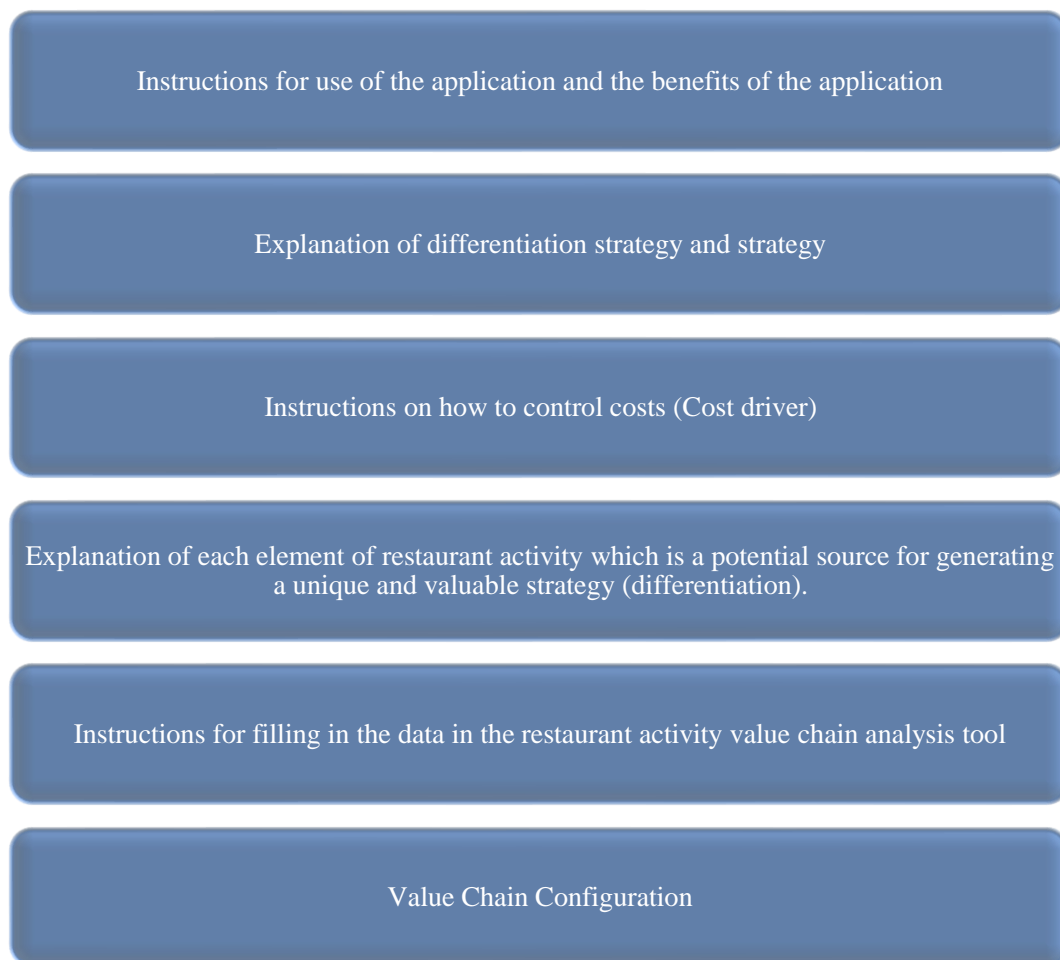 Instructions for use of the application and the benefits of the application
Explanation of differentiation strategy and strategy
Instructions on how to control costs (Cost driver)
Explanation of each element of restaurant activity which is a potential source for generating
a unique and valuable strategy (differentiation).
Instructions for filling in the data in the restaurant activity value chain analysis tool
Value Chain Configuration